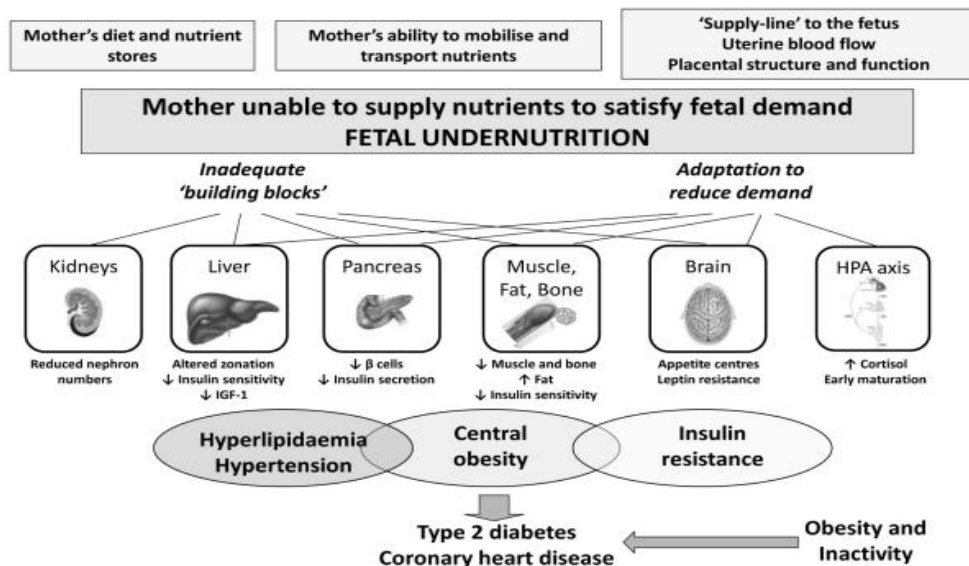 Mother's diet and nutrient
stores
Mother's ability to mobilise and
transport nutrients
'Supply-line' to the fetus
Uterine blood flow
Placental structure and function
Mother unable to supply nutrients to satisfy fetal demand
FETAL UNDERNUTRITION
Inadequate
'building blocks'
Adaptation to
reduce demand
Kidneys
Reduced nephron
numbers
Liver
Altered zonation
↓ Insulin sensitivity
↓ IGF-1
Pancreas
↓ β cells
↓ Insulin secretion
Muscle,
Fat, Bone
↓ Muscle and bone
↑ Fat
↓ Insulin sensitivity
Brain
Appetite centres
Leptin resistance
HPA axis
↑ Cortisol
Early maturation
Hyperlipidaemia
Hypertension
Central
obesity
Insulin
resistance
Type 2 diabetes
Coronary heart disease
Obesity and
Inactivity